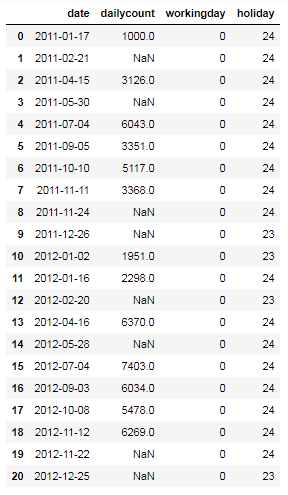 date dailycount workingday holiday
0 2011-01-17 1000.0 0 24
1 2011-02-21 NaN 0 24
2 2011-04-15 3126.0 0 24
3 2011-05-30 NaN 0 24
4 2011-07-04 6043.0 0 24
5 2011-09-05 3351.0 0 24
6 2011-10-10 5117.0 0 24
7 2011-11-11 3368.0 0 24
8 2011-11-24 NaN 0 24
9 2011-12-26 NaN 0 23
10 2012-01-02 1951.0 0 23
11 2012-01-16 2298.0 0 24
12 2012-02-20 NaN 0 23
13 2012-04-16 6370.0 0 24
14 2012-05-28 NaN 0 24
15 2012-07-04 7403.0 0 24
16 2012-09-03 6034.0 0 24
17 2012-10-08 5478.0 0 24
18 2012-11-12 6269.0 0 24
19 2012-11-22 NaN 0 24
20 2012-12-25 NaN 0 23